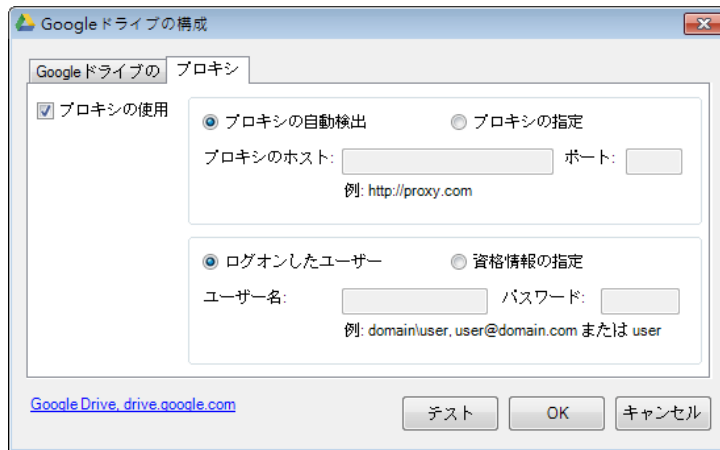 Googleドライブの構成
Googleドライブの プロキシ
プロキシの使用
プロキシの自動検出 プロキシの指定
プロキシのホスト: ポート:
例: http://proxy.com
ログオンしたユーザー 資格情報の指定
ユーザー名: パスワード:
例: domain\user, user@domain.com または user
Google Drive, drive.google.com
テスト OK キャンセル